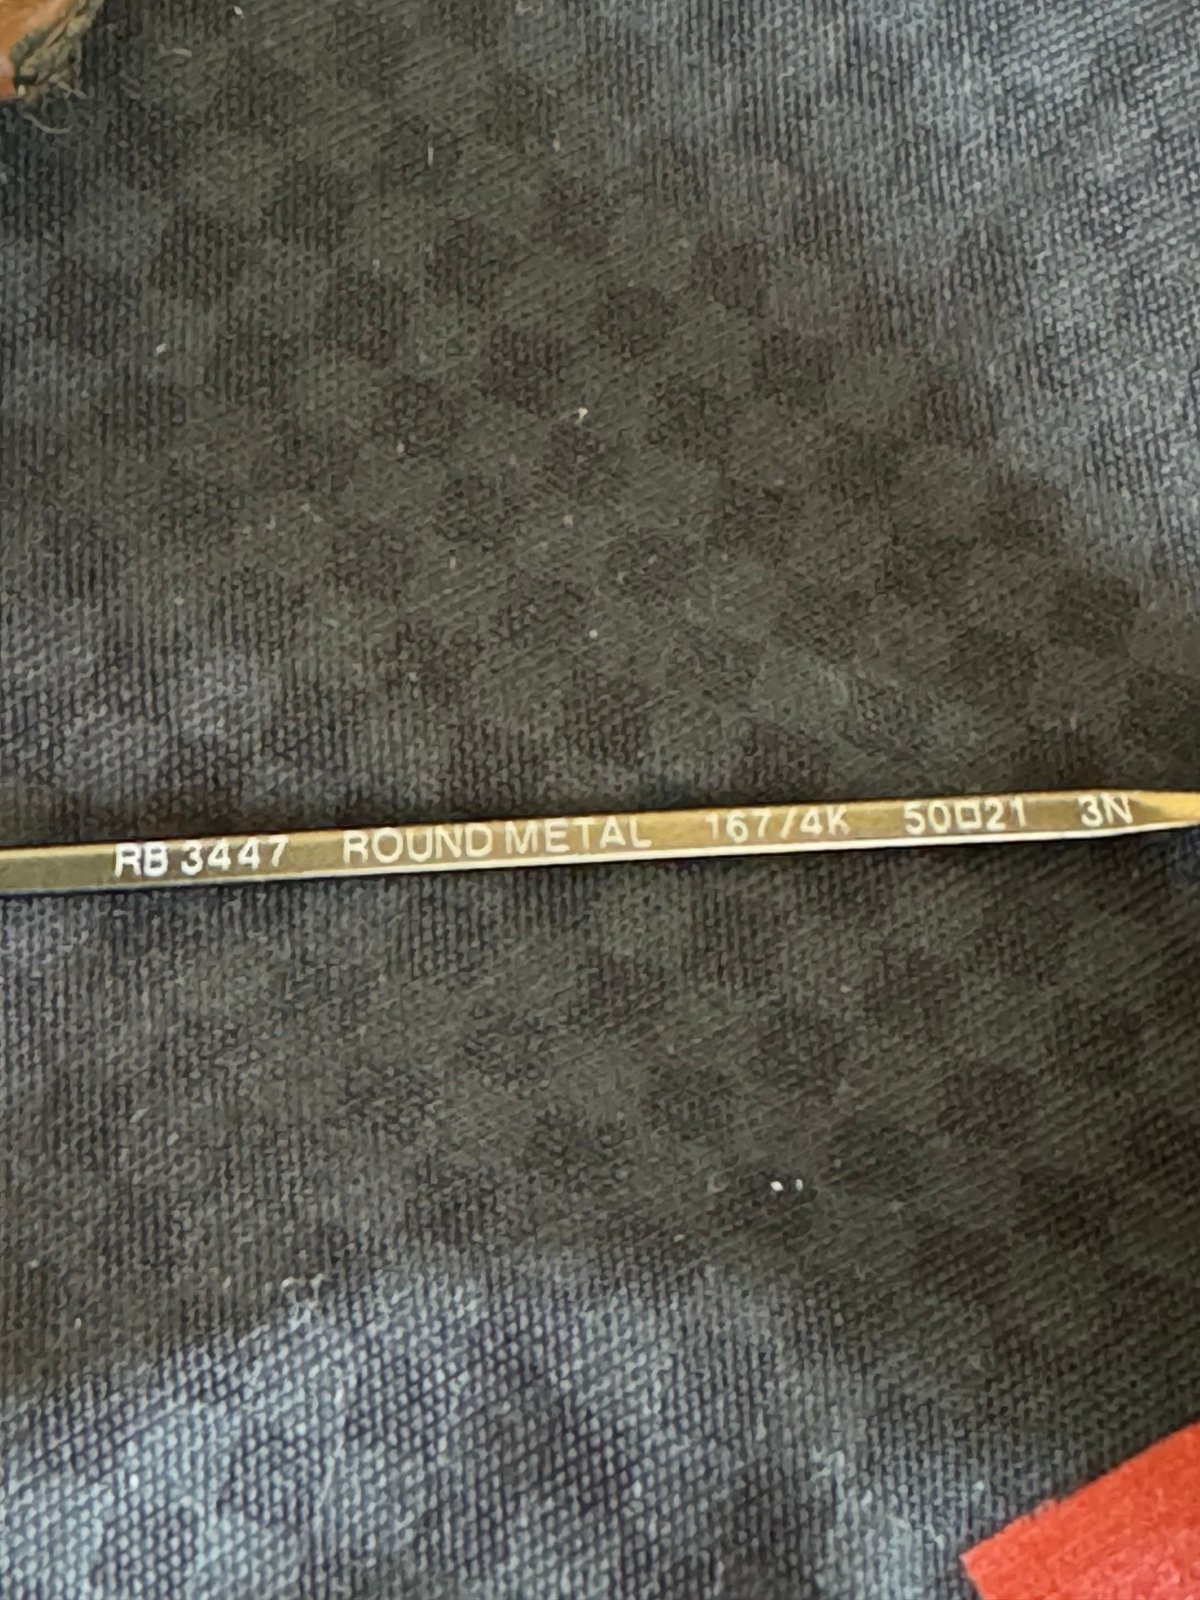 RB 3447 ROUND METAL 167/4K 50□21 3N